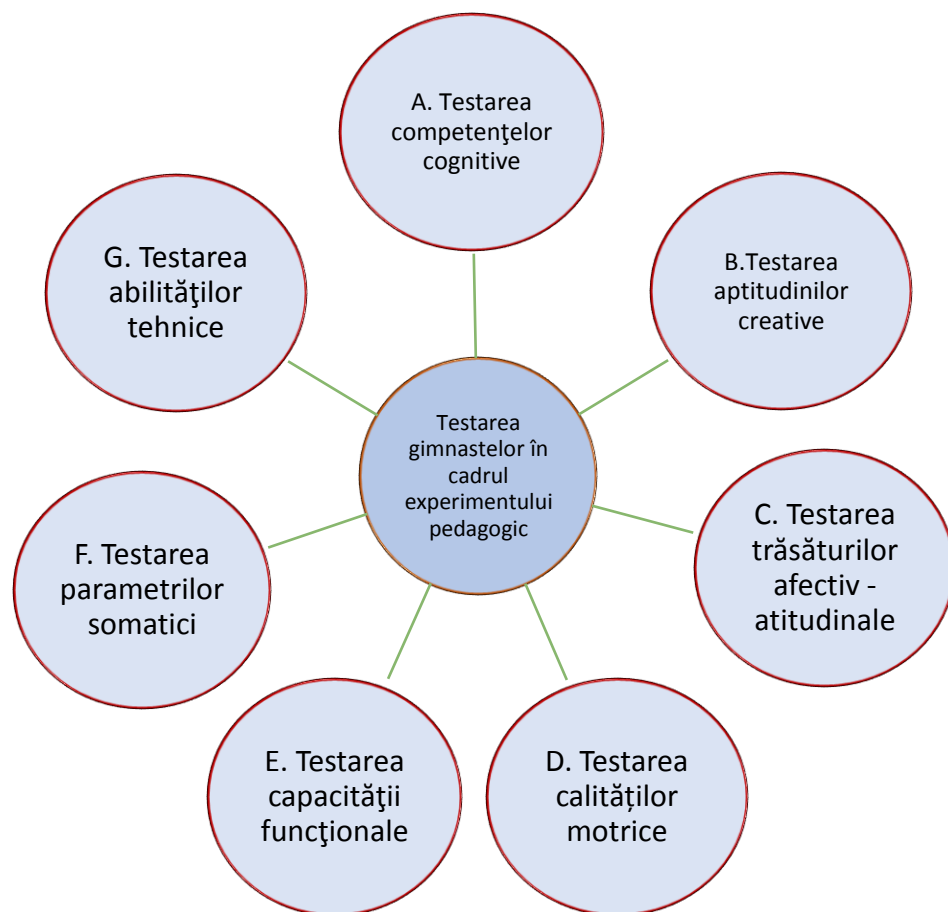 A. Testarea
competenţelor
cognitive
B.Testarea
aptitudinilor
creative
C. Testarea
trăsăturilor
afectiv -
atitudinale
D. Testarea
calităților
motrice
E. Testarea
capacităţii
funcţionale
F. Testarea
parametrilor
somatici
G. Testarea
abilităţilor
tehnice
Testarea
gimnastelor în
cadrul
experimentului
pedagogic